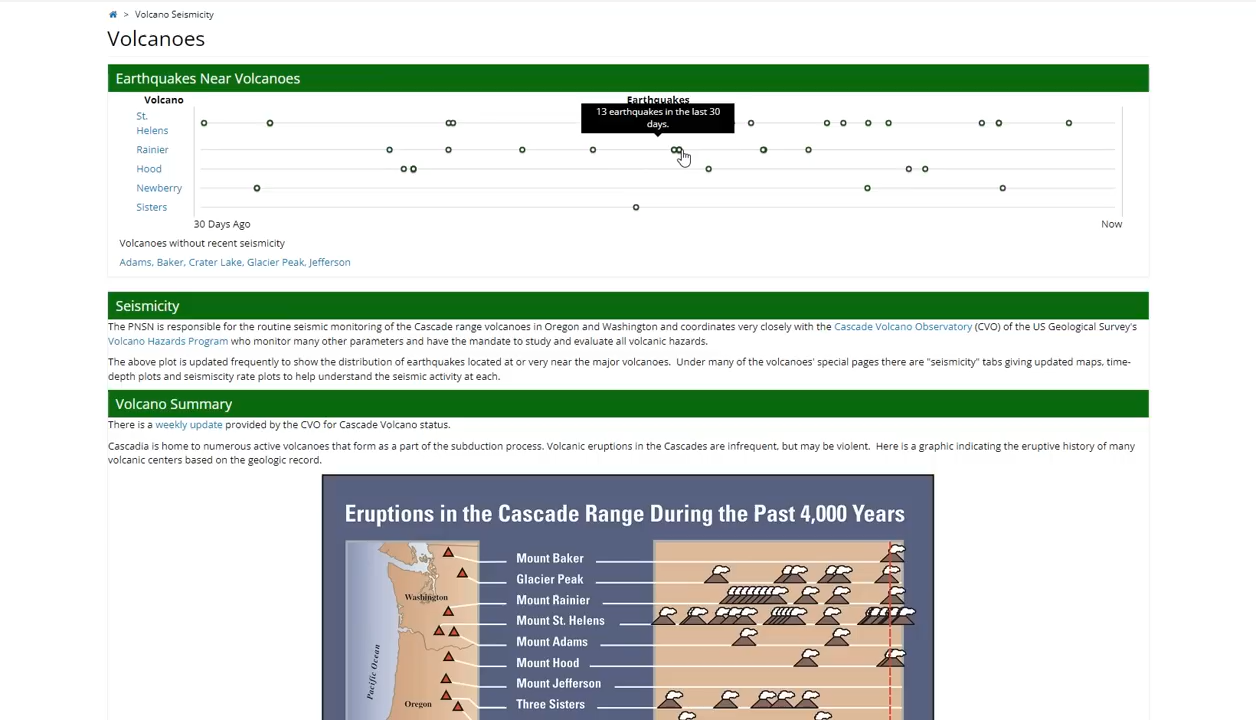 > Volcano Seismicity
Volcanoes
Earthquakes Near Volcanoes
Volcano
Earthquakes
13 earthquakes in the last 30
days.
St.
Helens
Rainier
Hood
Newberry
Sisters
30 Days Ago
Now
Volcanoes without recent seismicity
Adams, Baker, Crater Lake, Glacier Peak, Jefferson
Seismicity
The PNSN is responsible for the routine seismic monitoring of the Cascade range volcanoes in Oregon and Washington and coordinates very closely with the Cascade Volcano Observatory (CVO) of the US Geological Survey's
Volcano Hazards Program who monitor many other parameters and have the mandate to study and evaluate all volcanic hazards.
The above plot is updated frequently to show the distribution of earthquakes located at or very near the major volcanoes.  Under many of the volcanoes' special pages there are "seismicity" tabs giving updated maps, time-
depth plots and seismiscity rate plots to help understand the seismic activity at each.
Volcano Summary
There is a weekly update provided by the CVO for Cascade Volcano status.
Cascadia is home to numerous active volcanoes that form as a part of the subduction process. Volcanic eruptions in the Cascades are infrequent, but may be violent.  Here is a graphic indicating the eruptive history of many
volcanic centers based on the geologic record.
Eruptions in the Cascade Range During the Past 4,000 Years
Mount Baker
Glacier Peak
Washington
Mount Rainier
Mount St. Helens
Mount Adams
Pacific Ocean
Mount Hood
Mount Jefferson
Oregon
Three Sisters